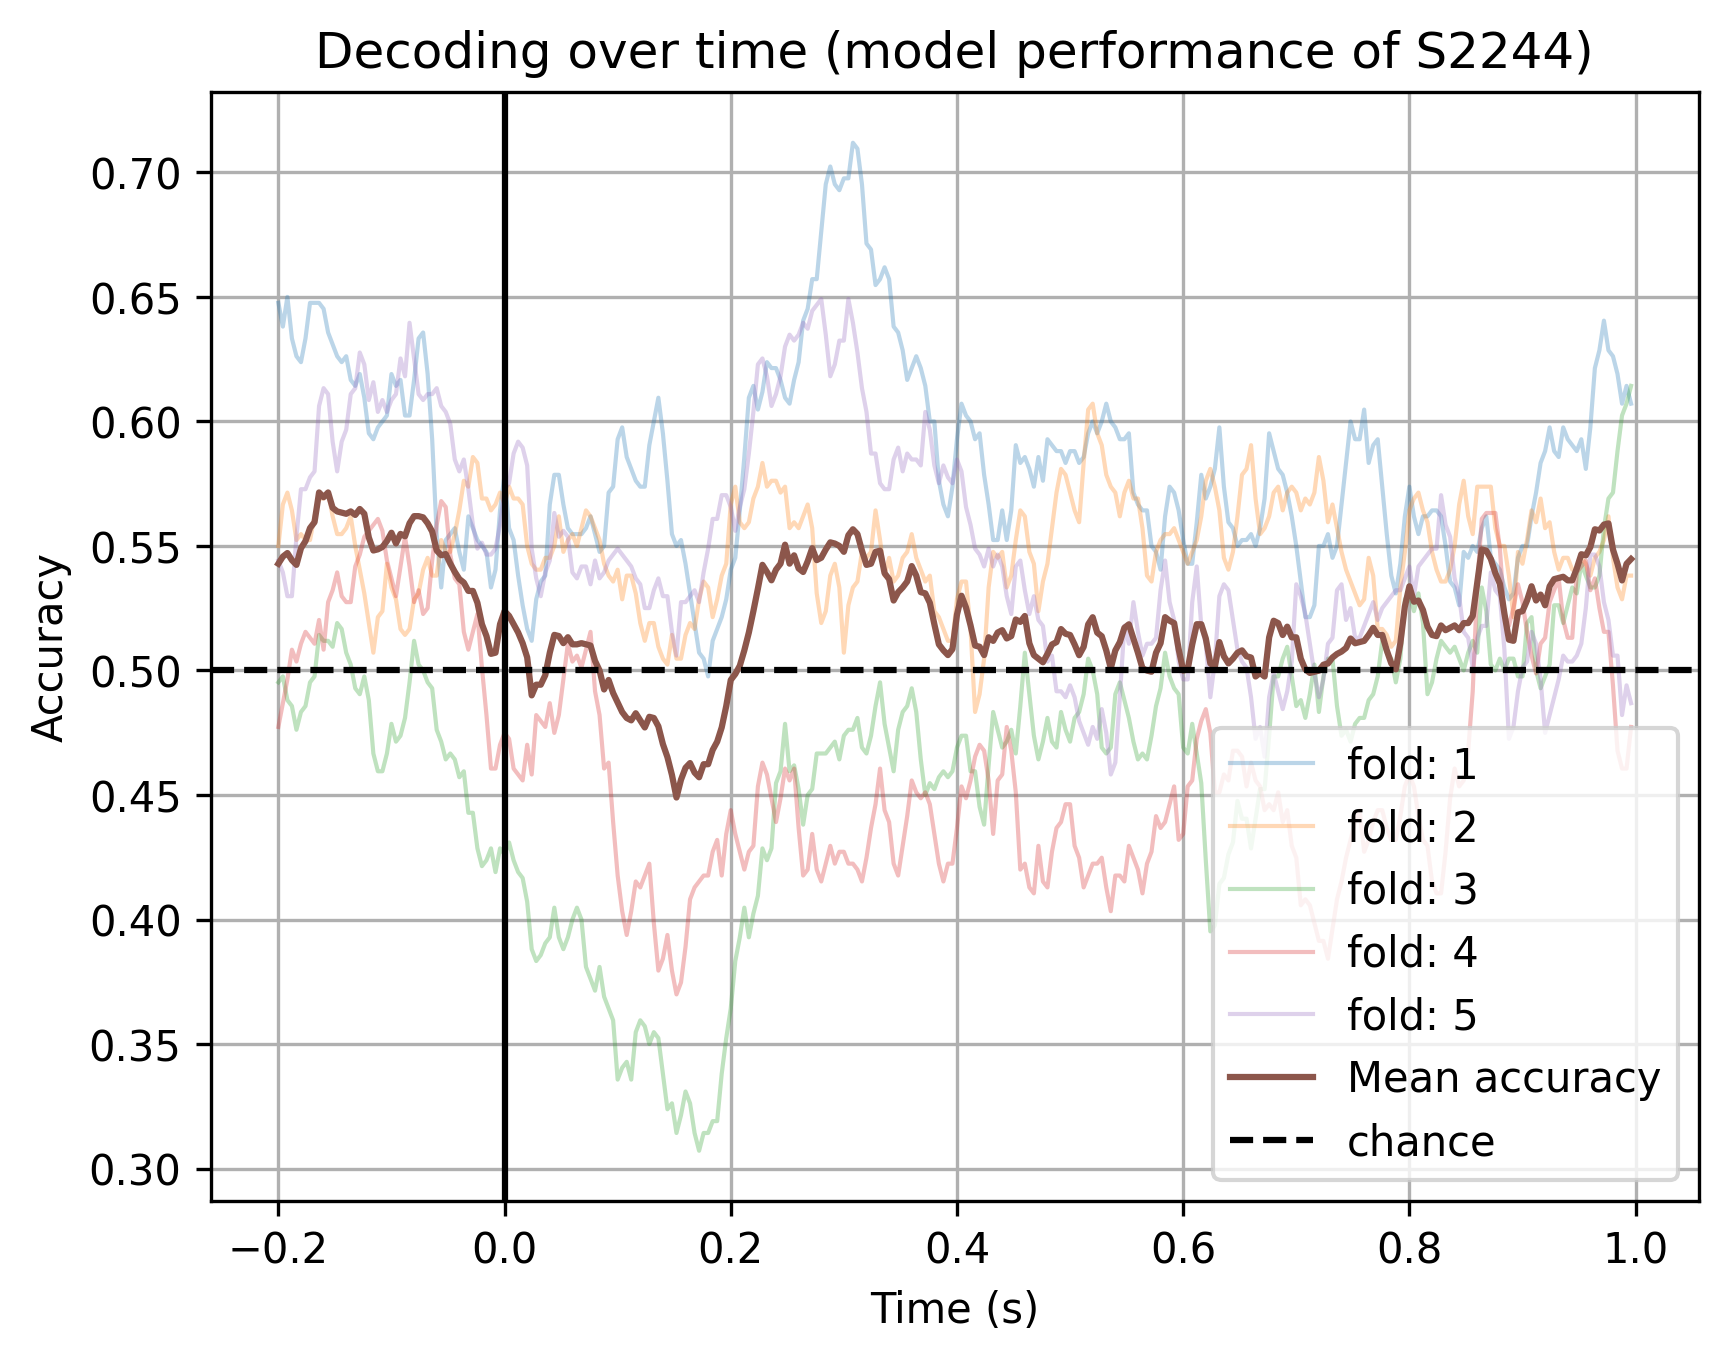 Decoding over time (model performance of S2244)
Accuracy
0.70
0.65
0.60
0.55
0.50
0.45
0.40
0.35
0.30
fold: 1
fold: 2
fold: 3
fold: 4
fold: 5
Mean accuracy
chance
−0.2 0.0 0.2 0.4 0.6 0.8 1.0
Time (s)